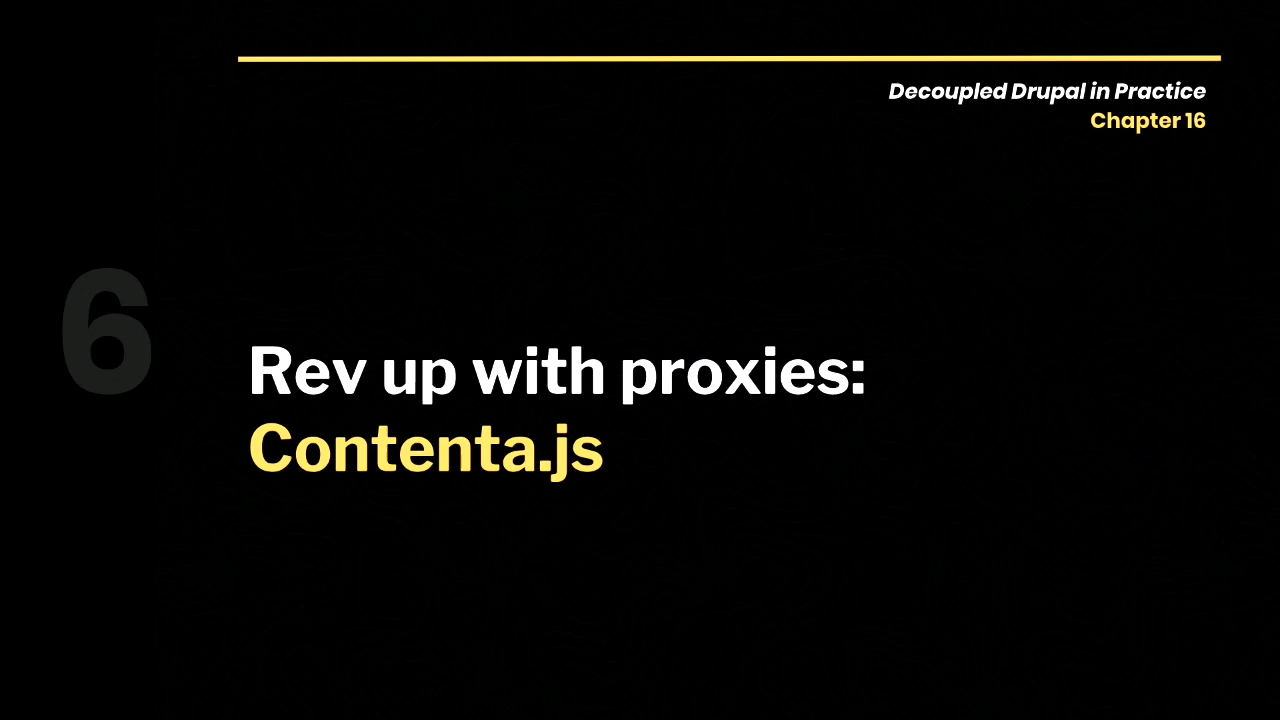 Decoupled Drupal in Practice
Chapter 16
6
Rev up with proxies:
Contenta.js